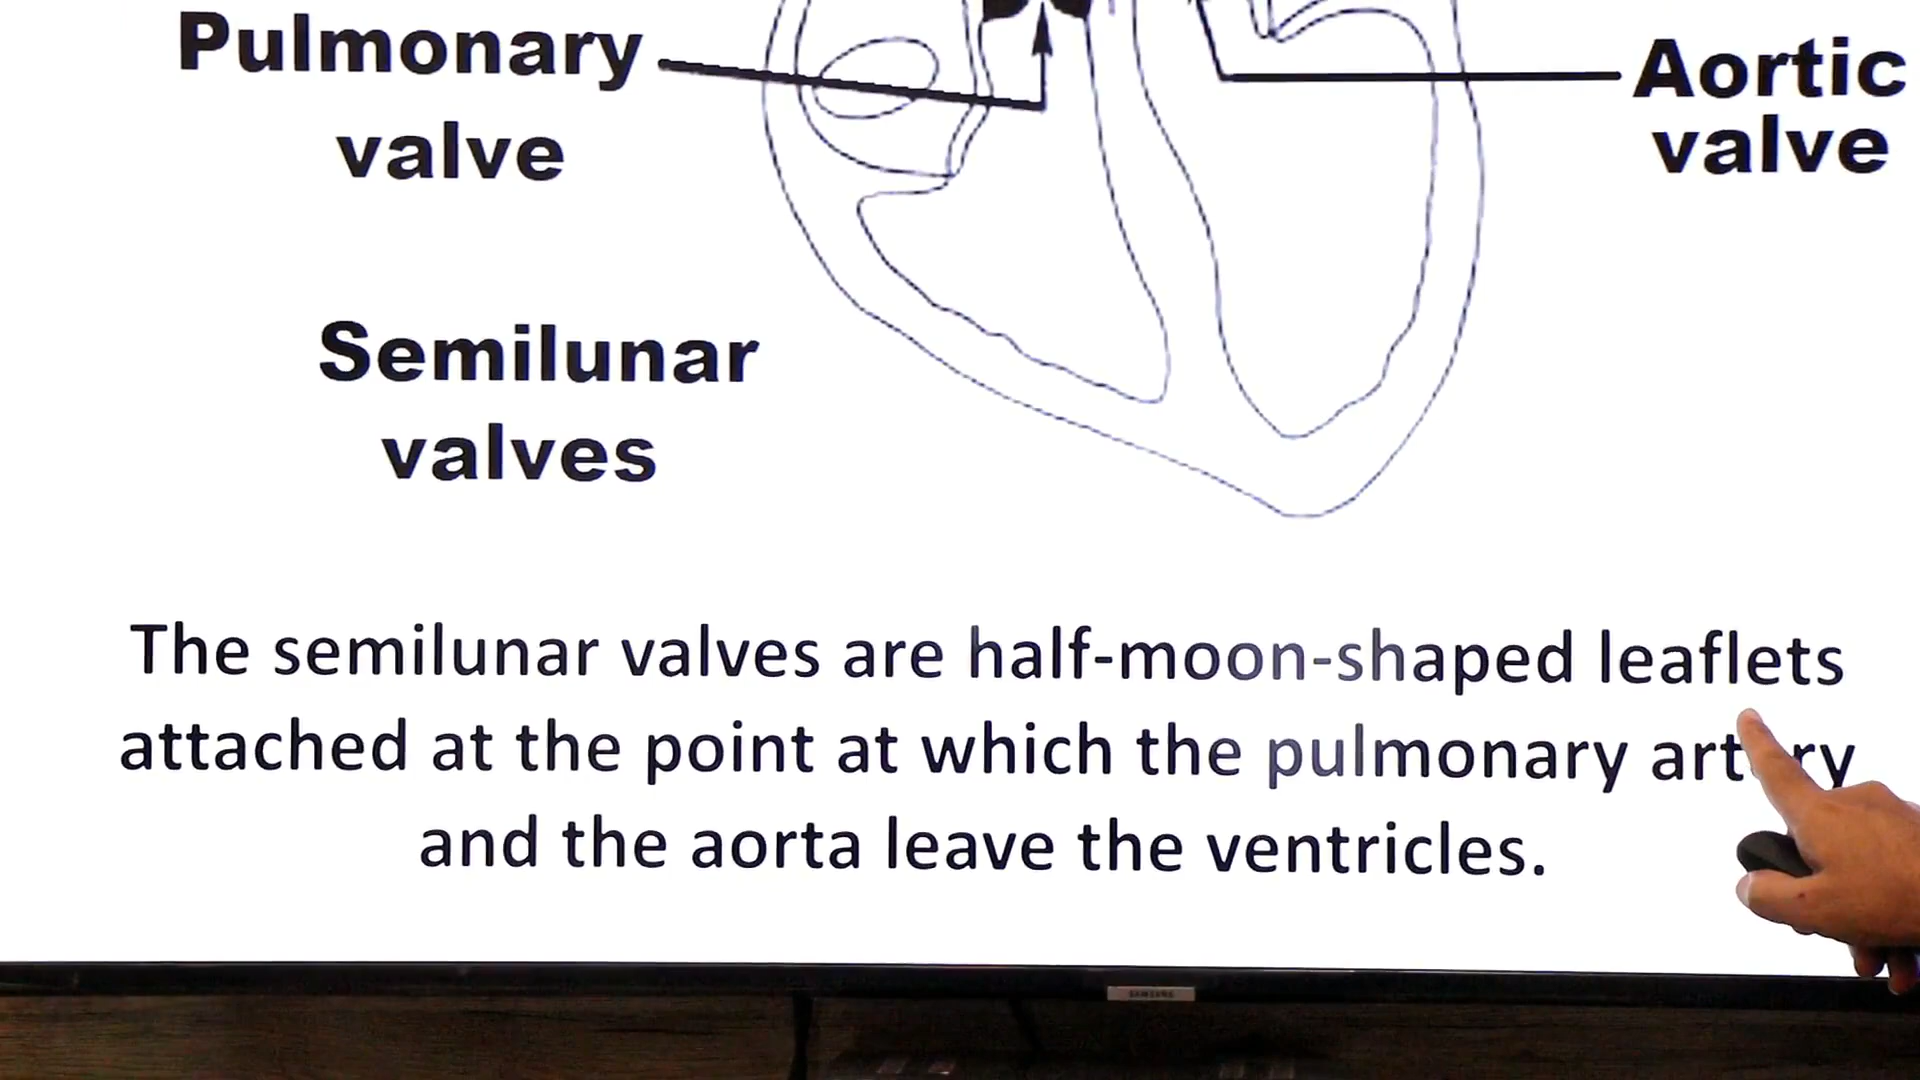 Pulmonary
valve
Aortic
valve
Semilunar
valves
The semilunar valves are half-moon-shaped leaflets
attached at the point at which the pulmonary
and the aorta leave the ventricles.
SAMSUNG